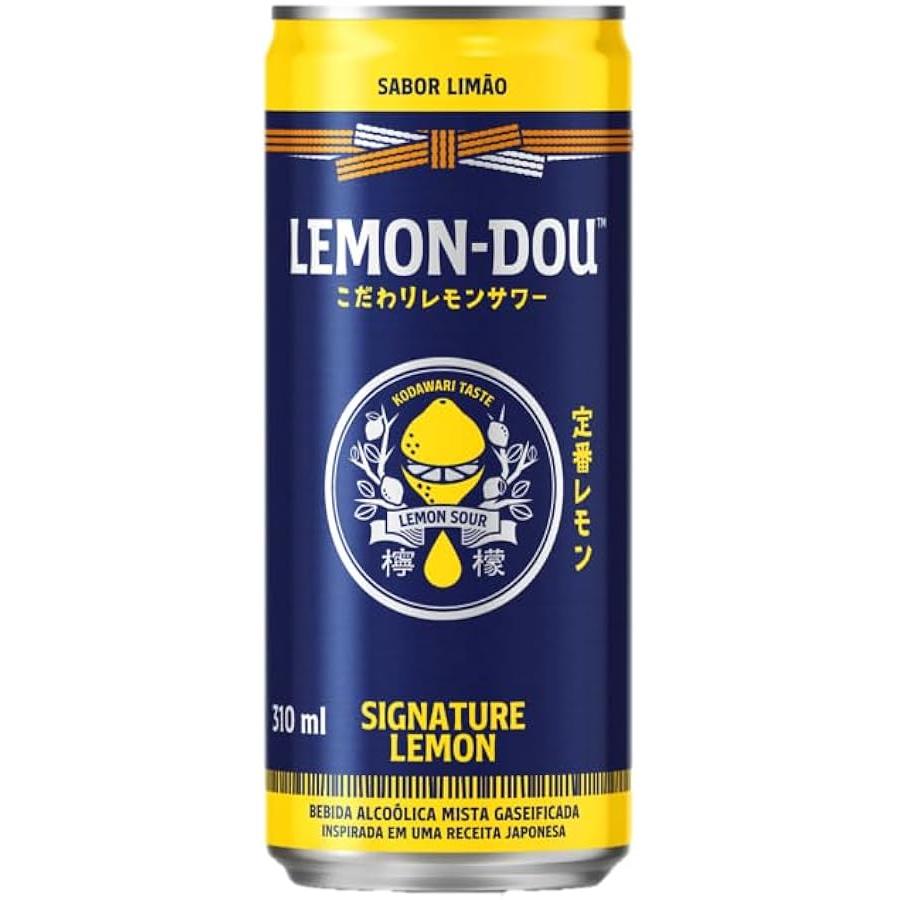 SABOR LIMÃO
LEMON-DOU™
こだわりレモンサワー
KODAWARI TASTE
LEMON SOUR
檸檬
定番レモン
310 ml
SIGNATURE
LEMON
BEBIDA ALCOÓLICA MISTA GASEIFICADA
INSPIRADA EM UMA RECEITA JAPONESA